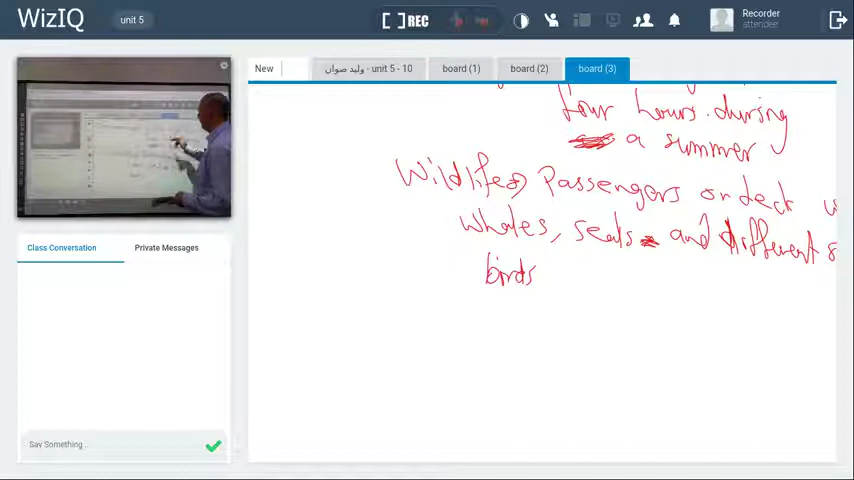 WizIQ
unit 5
[ ] REC
Recorder
attendee
New
وليد صوان - unit 5 - 10
board (1)
board (2)
board (3)
four hours during
a summer
Wildlife → Passengers on deck
whales, seals and different
birds
Class Conversation
Private Messages
Say Something...